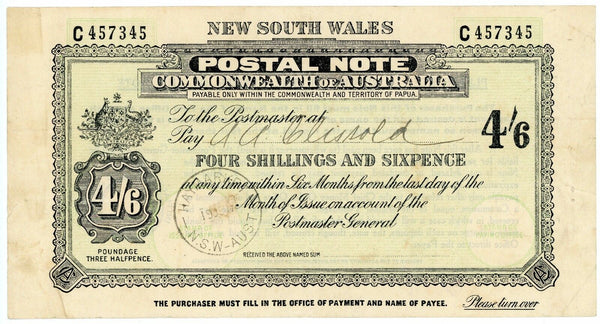 NEW SOUTH WALES
C 457345
C 457345
POSTAL NOTE
COMMONWEALTH OF AUSTRALIA
PAYABLE ONLY WITHIN THE COMMONWEALTH AND TERRITORY OF PAPUA.
To the Postmaster at
Pay
4/6
FOUR SHILLINGS AND SIXPENCE
4/6
at any time within Six Months from the last day of the
Month of Issue on account of the
Postmaster General
N.S.W-AUST
POUNDAGE
THREE HALFPENCE.
RECEIVED THE ABOVE NAMED SUM
THE PURCHASER MUST FILL IN THE OFFICE OF PAYMENT AND NAME OF PAYEE.
Please turn over